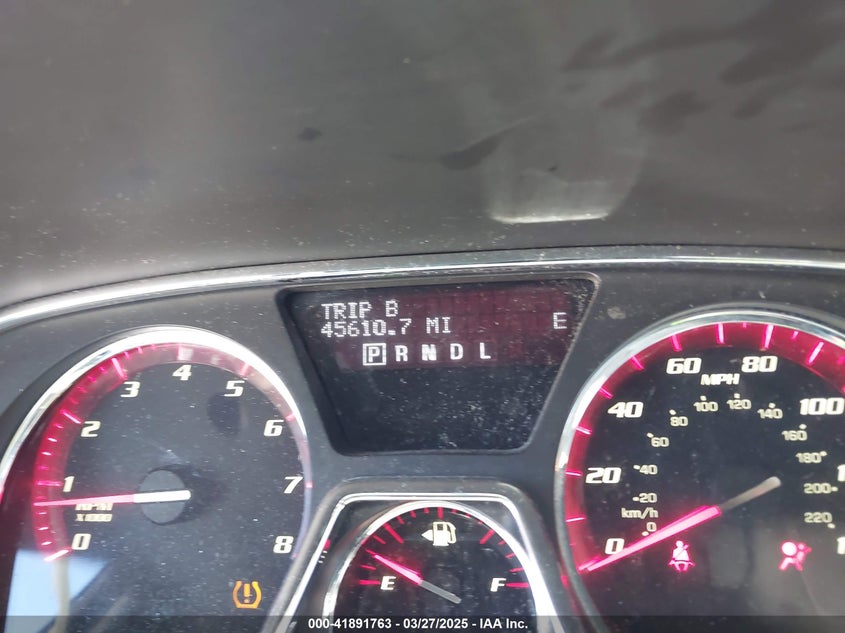 TRIP B
45610.7 MI E
P R N D L
0 1 2 3 4 5 6 7 8
RPM
X1000
E F
0 20 40 60 80 100
MPH
0 20 40 60 80 100 120 140 160 180 200 220
km/h
000-41891763 - 03/27/2025 - IAA Inc.